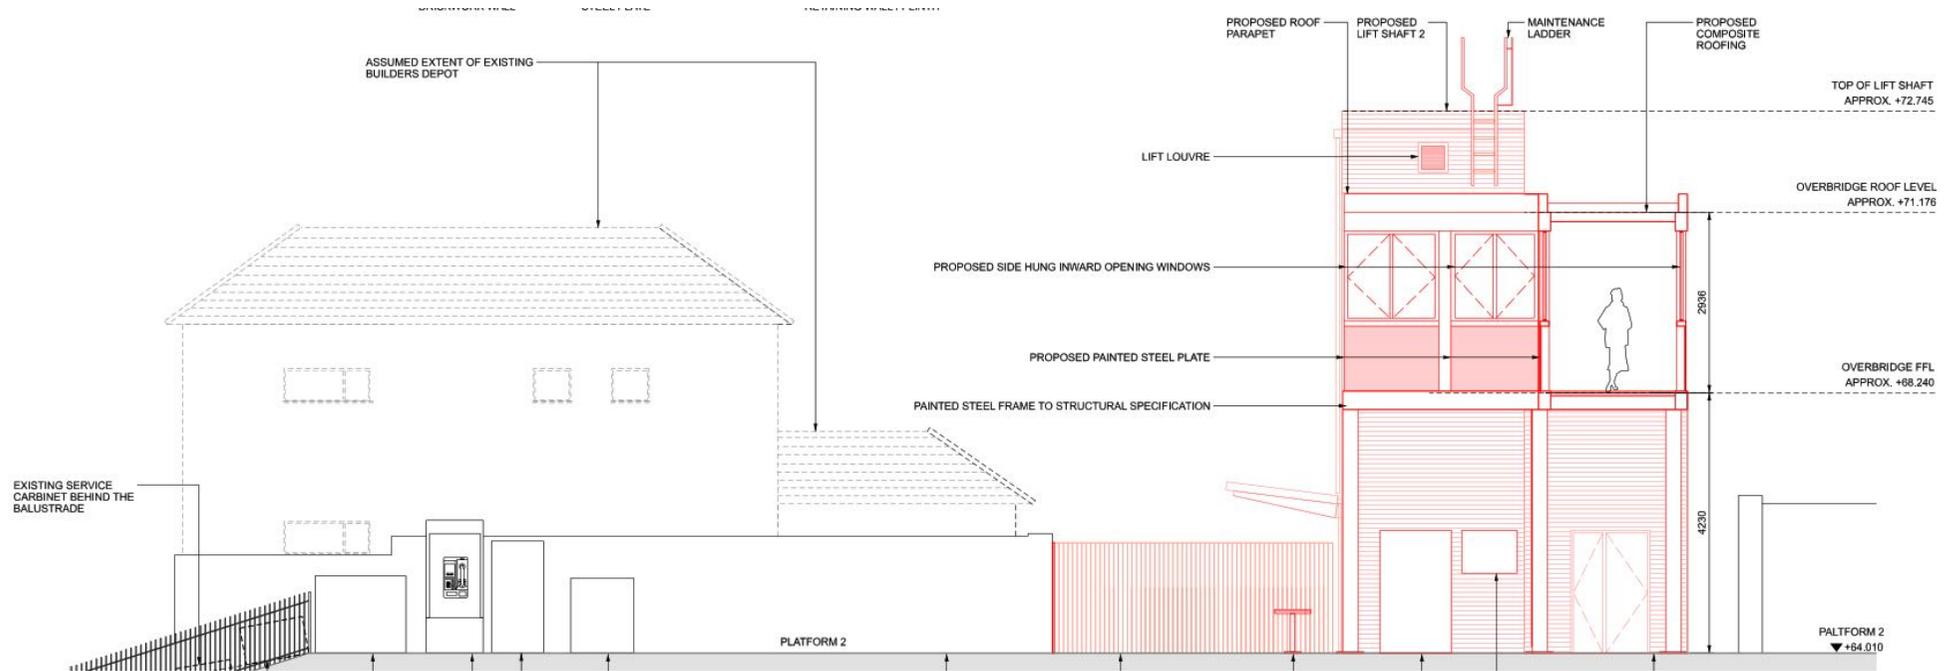 PROPOSED ROOF
PARAPET
PROPOSED
LIFT SHAFT 2
MAINTENANCE
LADDER
PROPOSED
COMPOSITE
ROOFING
ASSUMED EXTENT OF EXISTING
BUILDERS DEPOT
TOP OF LIFT SHAFT
APPROX. +72.745
LIFT LOUVRE
OVERBRIDGE ROOF LEVEL
APPROX. +71.176
PROPOSED SIDE HUNG INWARD OPENING WINDOWS
2936
PROPOSED PAINTED STEEL PLATE
OVERBRIDGE FFL
APPROX. +68.240
PAINTED STEEL FRAME TO STRUCTURAL SPECIFICATION
EXISTING SERVICE
CARBINET BEHIND THE
BALUSTRADE
4230
PLATFORM 2
PALTFORM 2
+64.010